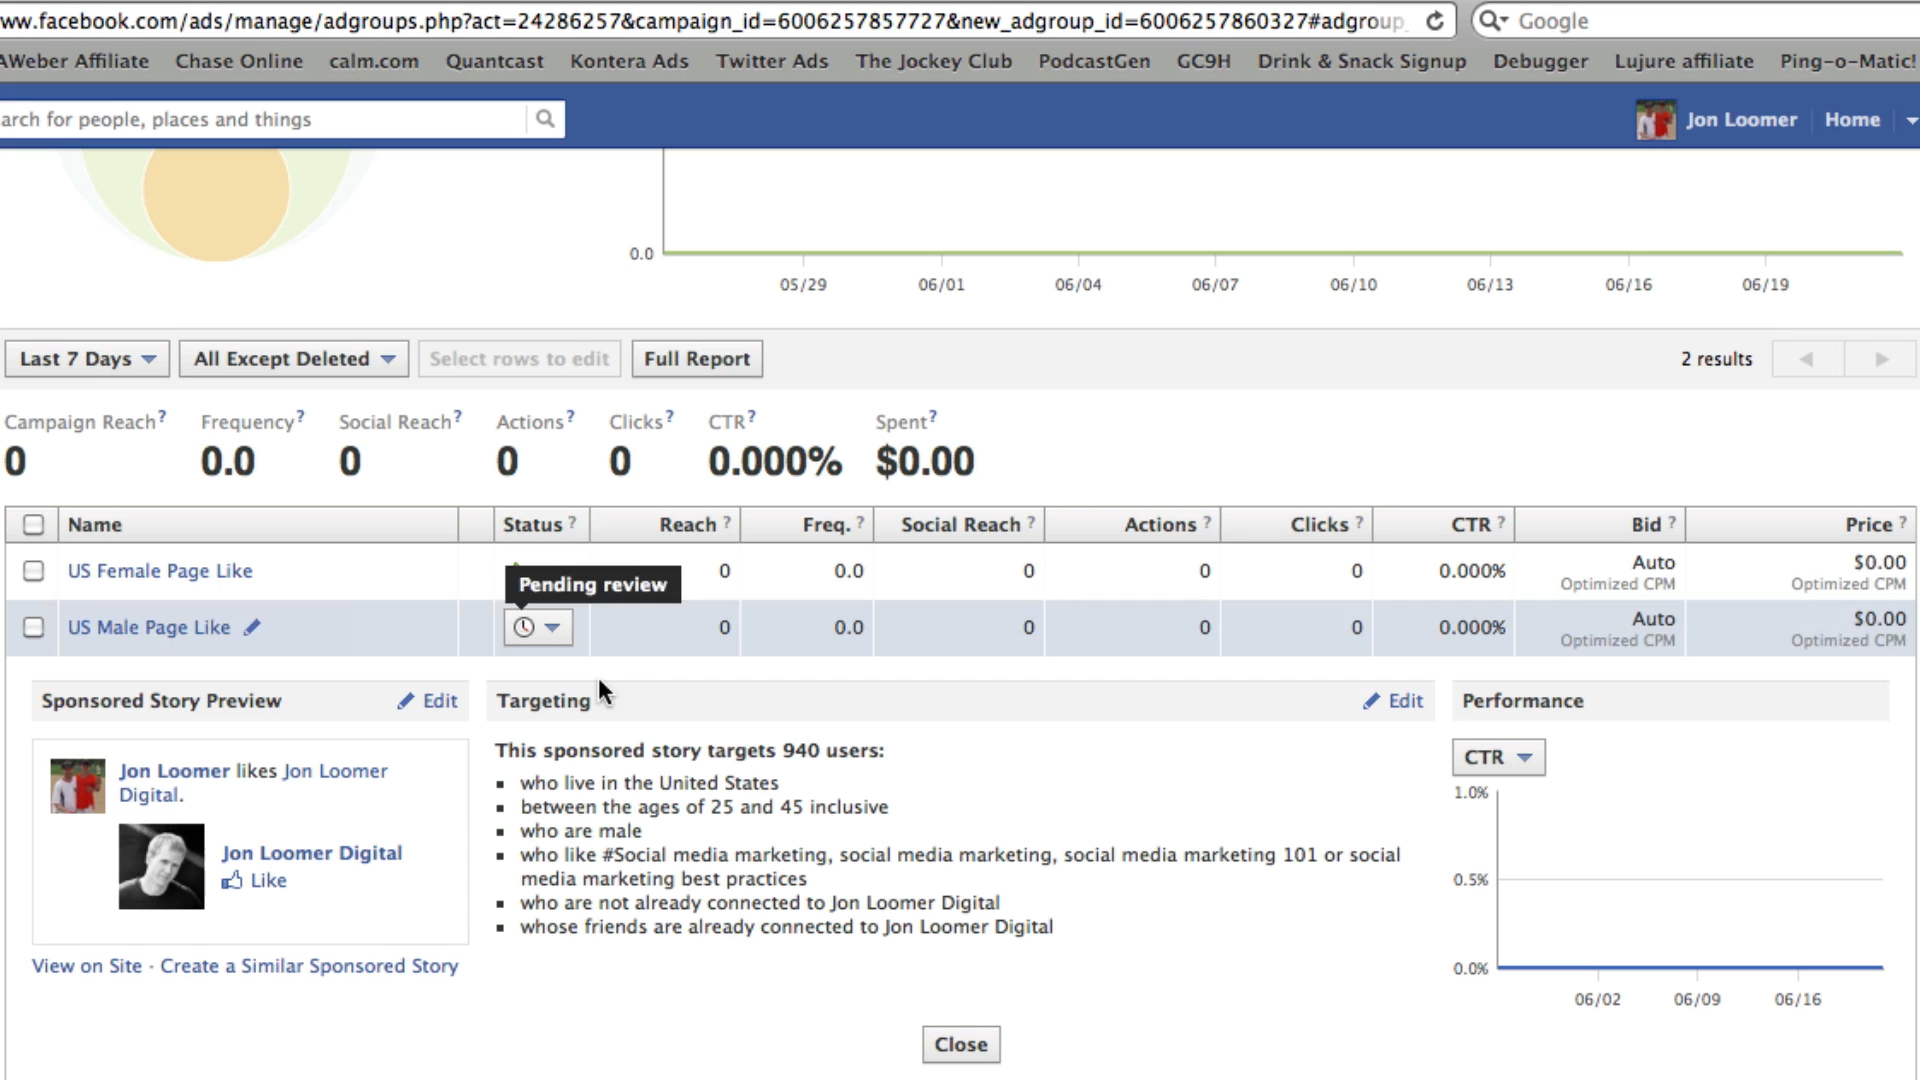 ww.facebook.com/ads/manage/adgroups.php?act=24286257&campaign_id=6006257857727&new_adgroup_id=6006257860327#adgroup_
Google
AWeber Affiliate Chase Online calm.com Quantcast Kontera Ads Twitter Ads The Jockey Club PodcastGen GC9H Drink & Snack Signup Debugger Lujure affiliate Ping-o-Matic!
arch for people, places and things
Jon Loomer Home
0.0
05/29 06/01 06/04 06/07 06/10 06/13 06/16 06/19
Last 7 Days All Except Deleted Select rows to edit Full Report 2 results
Campaign Reach? Frequency? Social Reach? Actions? Clicks? CTR? Spent?
0 0.0 0 0 0 0.000% $0.00
Name Status ? Reach ? Freq. ? Social Reach ? Actions ? Clicks ? CTR ? Bid ? Price ?
US Female Page Like 0 0.0 0 0 0 0.000% Auto $0.00
Optimized CPM Optimized CPM
Pending review
US Male Page Like 0 0.0 0 0 0 0.000% Auto $0.00
Optimized CPM Optimized CPM
Sponsored Story Preview Edit
Jon Loomer likes Jon Loomer
Digital.
Jon Loomer Digital
Like
View on Site · Create a Similar Sponsored Story
Targeting Edit
This sponsored story targets 940 users:
who live in the United States
between the ages of 25 and 45 inclusive
who are male
who like #Social media marketing, social media marketing, social media marketing 101 or social
media marketing best practices
who are not already connected to Jon Loomer Digital
whose friends are already connected to Jon Loomer Digital
Performance
CTR
1.0%
0.5%
0.0%
06/02 06/09 06/16
Close